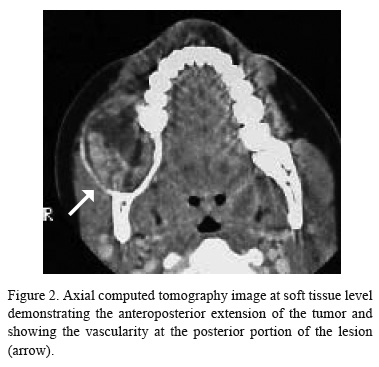 R
Figure 2. Axial computed tomography image at soft tissue level
demonstrating the anteroposterior extension of the tumor and
showing the vascularity at the posterior portion of the lesion
(arrow).